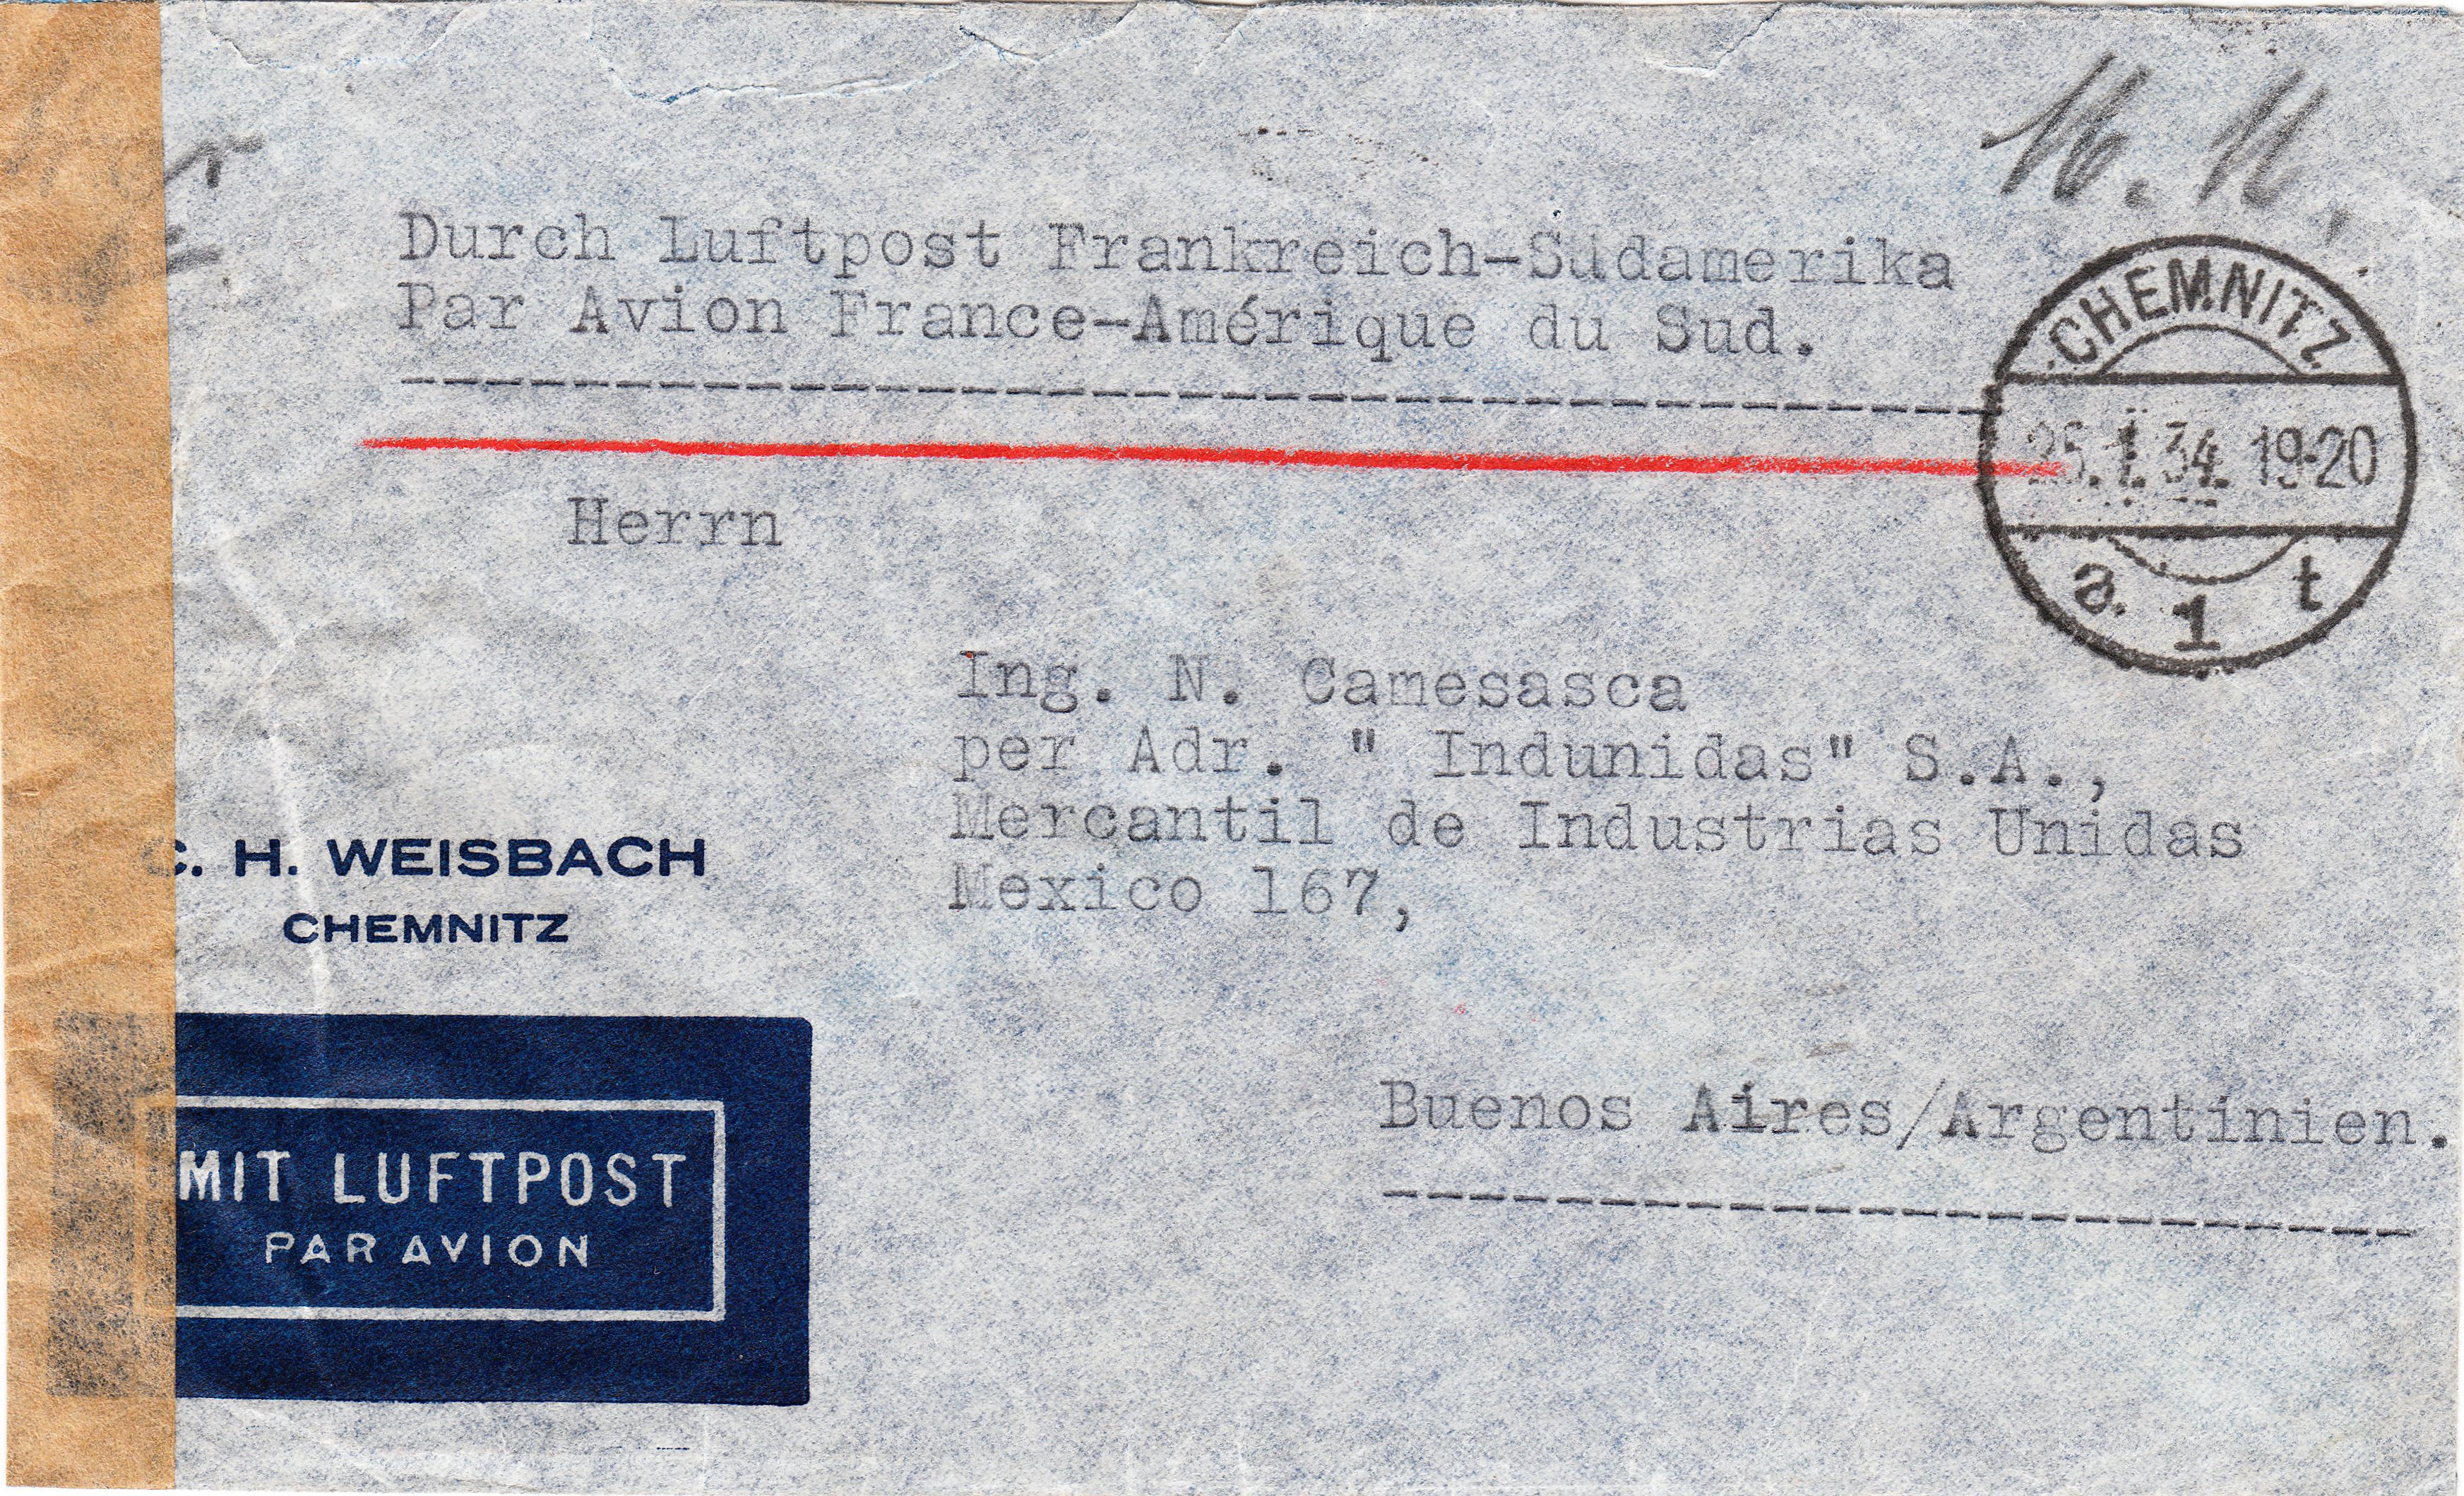 Durch Luftpost Frankreich-Südamerika
Par Avion France-Amérique du Sud.
CHEMNITZ
25.1.34. 19-20
a. 1 t
Herrn
Ing. N. Camesasca
per Adr. " Indunidas" S.A.,
Mercantil de Industrias Unidas
Mexico 167,
Buenos Aires/Argentinien.
C. H. WEISBACH
CHEMNITZ
MIT LUFTPOST
PAR AVION